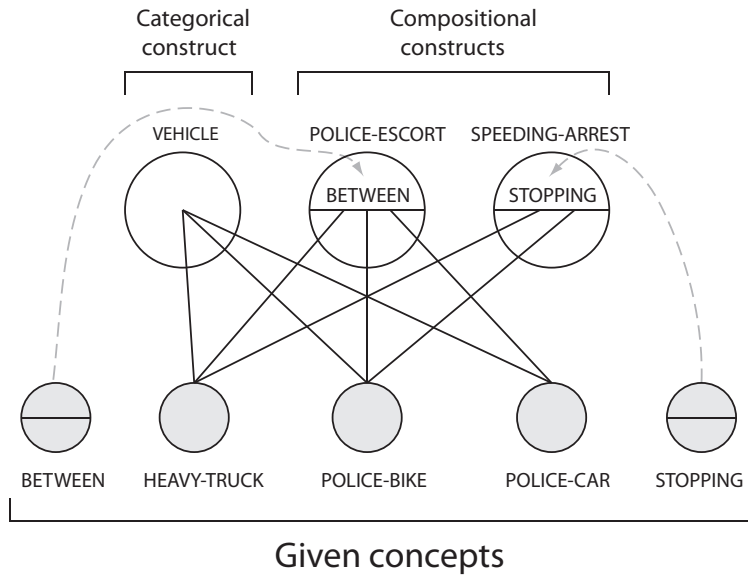 Categorical
construct
Compositional
constructs
VEHICLE
POLICE-ESCORT
SPEEDING-ARREST
BETWEEN
STOPPING
BETWEEN
HEAVY-TRUCK
POLICE-BIKE
POLICE-CAR
STOPPING
Given concepts